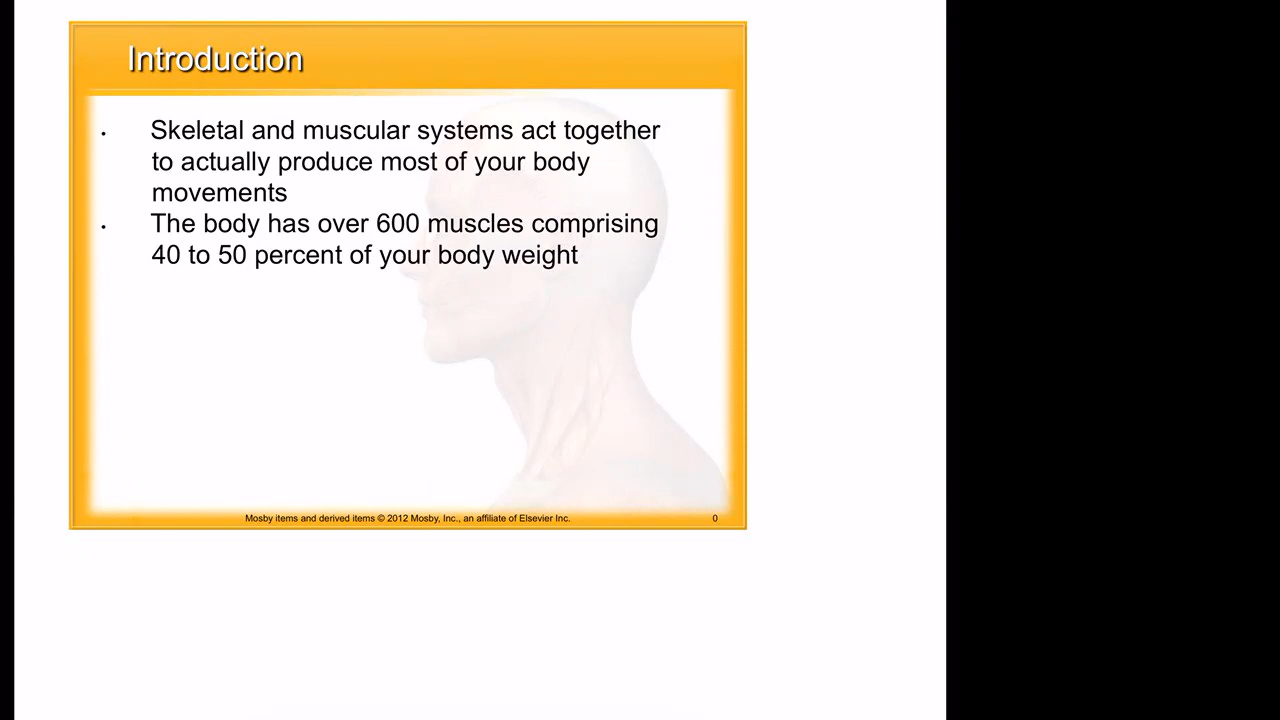 Introduction
• Skeletal and muscular systems act together
to actually produce most of your body
movements
• The body has over 600 muscles comprising
40 to 50 percent of your body weight
Mosby items and derived items © 2012 Mosby, Inc., an affiliate of Elsevier Inc. 0